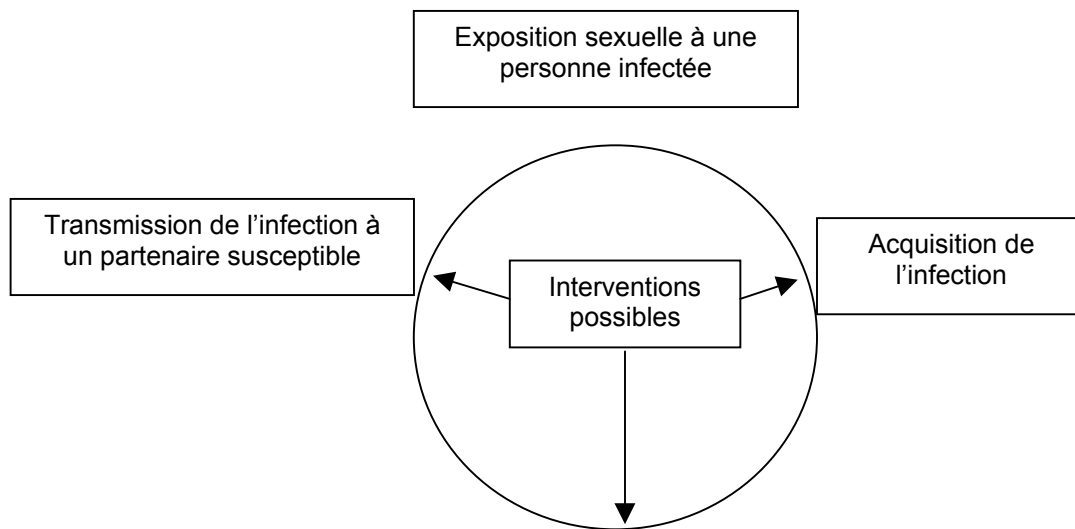 Exposition sexuelle à une
personne infectée
Transmission de l’infection à
un partenaire susceptible
Acquisition de
l’infection
Interventions
possibles